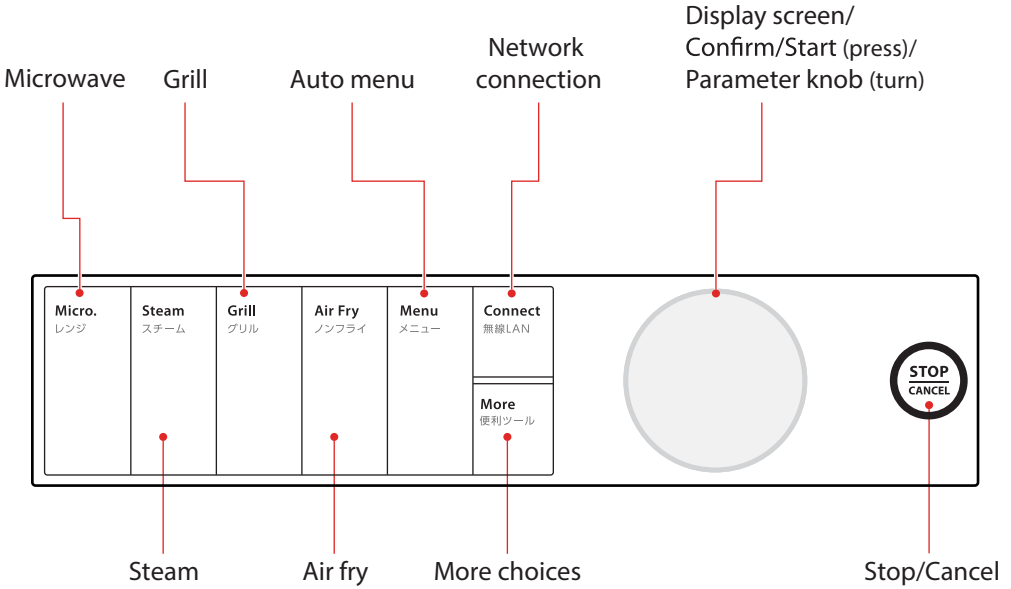 Display screen/
Confirm/Start (press)/
Parameter knob (turn)
Network
connection
Microwave
Grill
Auto menu
Micro.
レンジ
Steam
スチーム
Grill
グリル
Air Fry
ノンフライ
Menu
メニュー
Connect
無線LAN
More
便利ツール
STOP
CANCEL
Steam
Air fry
More choices
Stop/Cancel